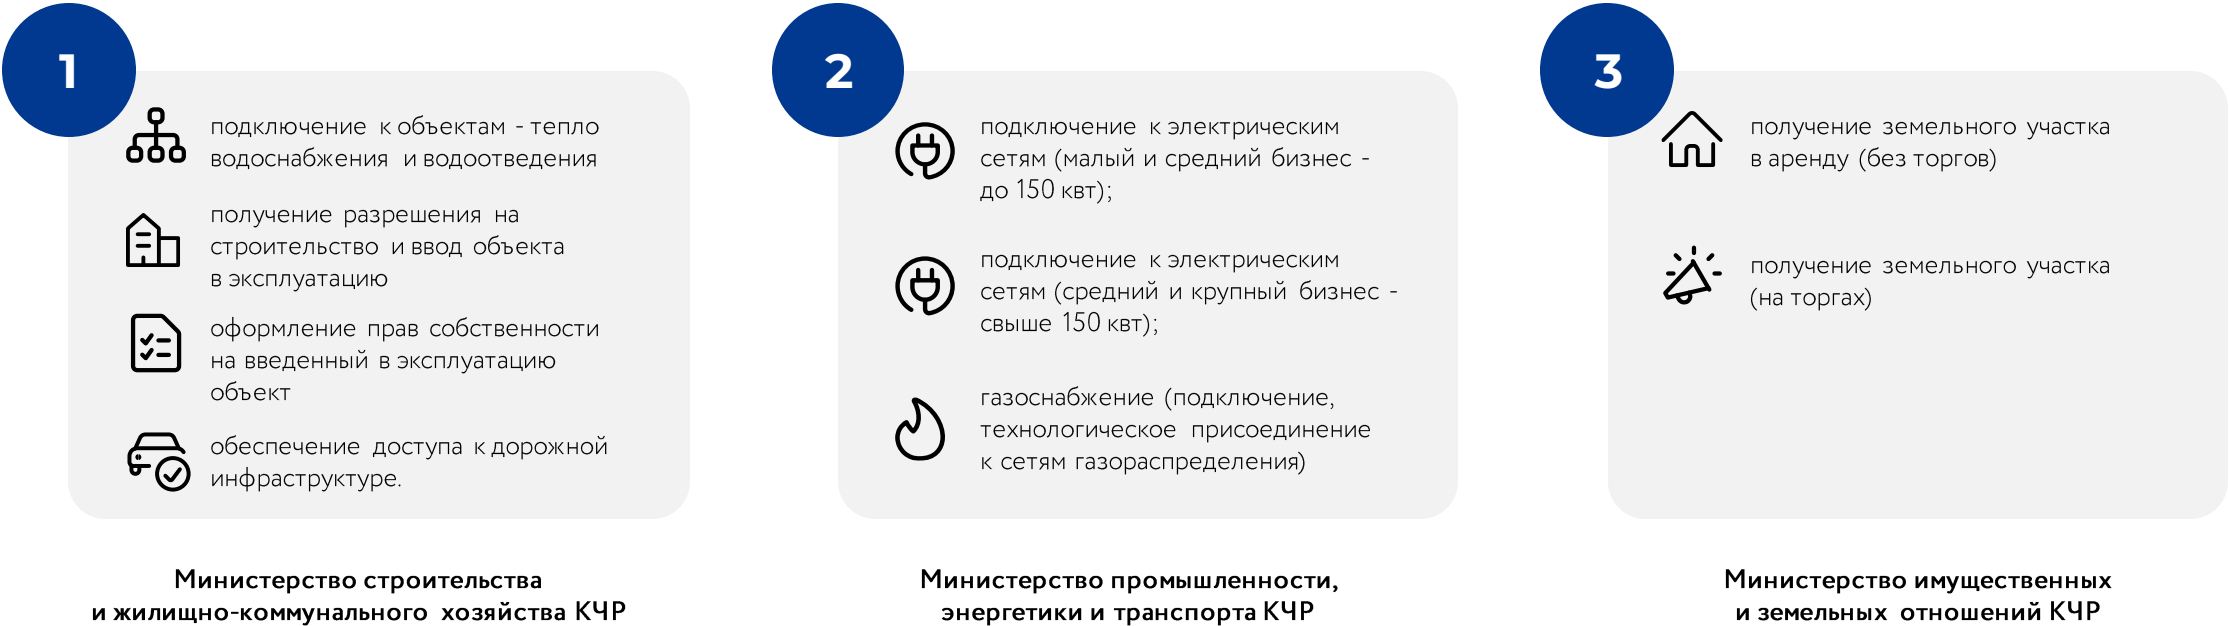 1
подключение к объектам - тепло
водоснабжения и водоотведения
получение разрешения на
строительство и ввод объекта
в эксплуатацию
оформление прав собственности
на введенный в эксплуатацию
объект
обеспечение доступа к дорожной
инфраструктуре.
Министерство строительства
и жилищно-коммунального хозяйства КЧР
2
подключение к электрическим
сетям (малый и средний бизнес -
до 150 квт);
подключение к электрическим
сетям (средний и крупный бизнес -
свыше 150 квт);
газоснабжение (подключение,
технологическое присоединение
к сетям газораспределения)
Министерство промышленности,
энергетики и транспорта КЧР
3
получение земельного участка
в аренду (без торгов)
получение земельного участка
(на торгах)
Министерство имущественных
и земельных отношений КЧР